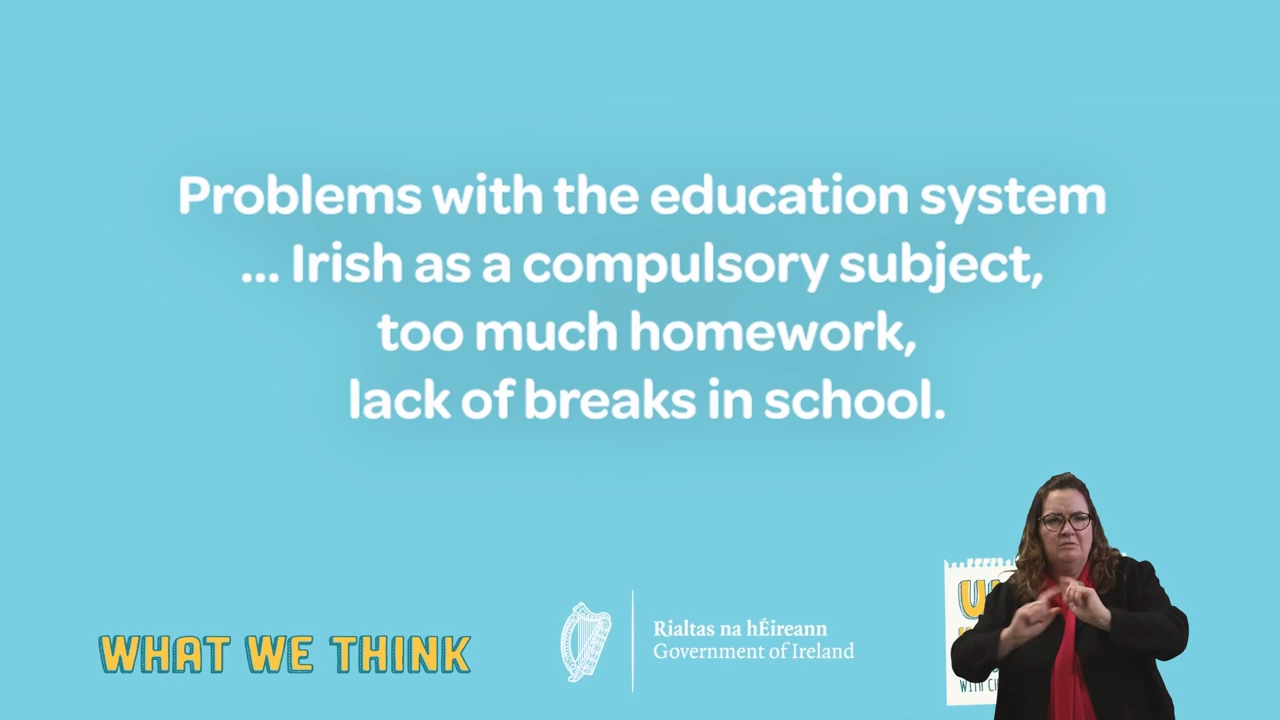 Problems with the education system
... Irish as a compulsory subject,
too much homework,
lack of breaks in school.
WHAT WE THINK
Rialtas na hÉireann
Government of Ireland
WITH